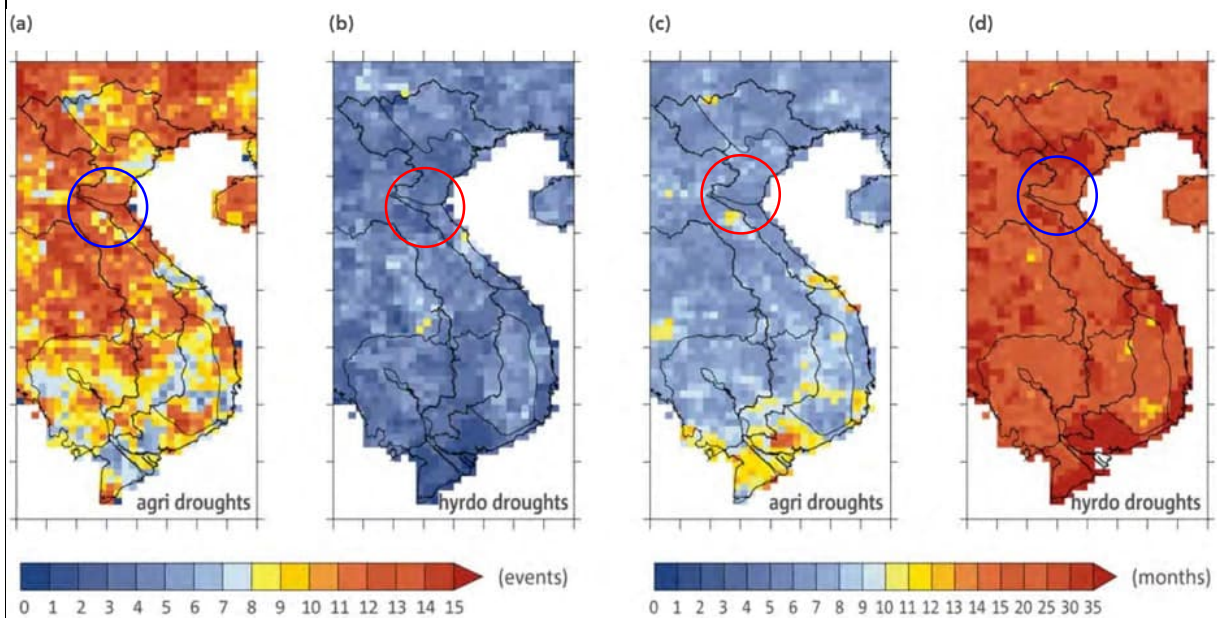 (a) (b) (c) (d)
agri droughts hyrdo droughts agri droughts hyrdo droughts
(events) (months)
0 1 2 3 4 5 6 7 8 9 10 11 13 14 15 0 1 2 3 4 5 6 7 9 10 11 12 13 14 15 20 25 30 35